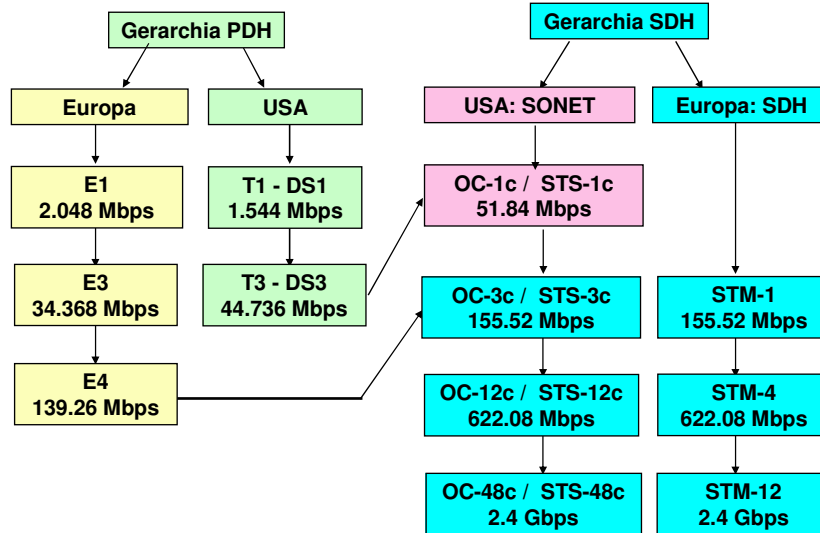 Gerarchia PDH
Gerarchia SDH
Europa
USA
USA: SONET
Europa: SDH
E1
2.048 Mbps
T1 - DS1
1.544 Mbps
OC-1c / STS-1c
51.84 Mbps
E3
34.368 Mbps
T3 - DS3
44.736 Mbps
OC-3c / STS-3c
155.52 Mbps
STM-1
155.52 Mbps
E4
139.26 Mbps
OC-12c / STS-12c
622.08 Mbps
STM-4
622.08 Mbps
OC-48c / STS-48c
2.4 Gbps
STM-12
2.4 Gbps